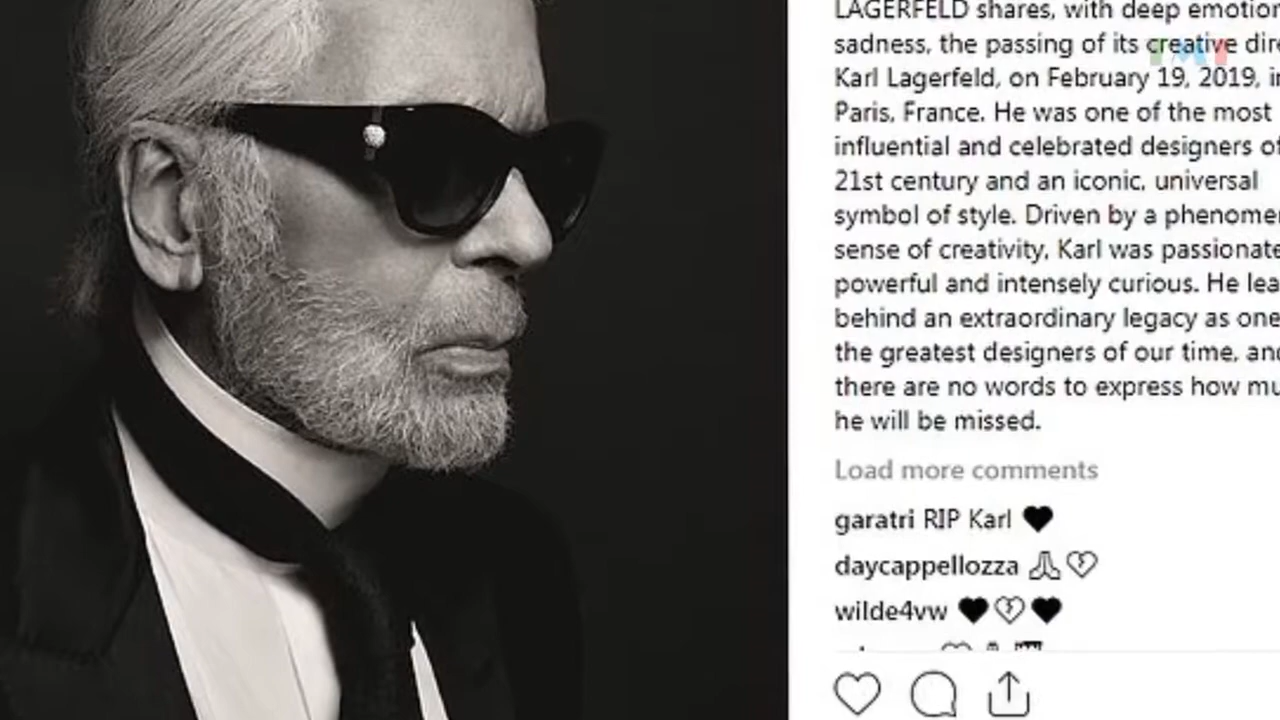 LAGERFELD shares, with deep emotion
sadness, the passing of its creative dire
Karl Lagerfeld, on February 19, 2019, in
Paris, France. He was one of the most
influential and celebrated designers of
21st century and an iconic, universal
symbol of style. Driven by a phenomen
sense of creativity, Karl was passionate
powerful and intensely curious. He lea
behind an extraordinary legacy as one
the greatest designers of our time, and
there are no words to express how mu
he will be missed.
Load more comments
garatri RIP Karl 🖤
daycappellozza 🙏💔
wilde4vw 🖤💔🖤